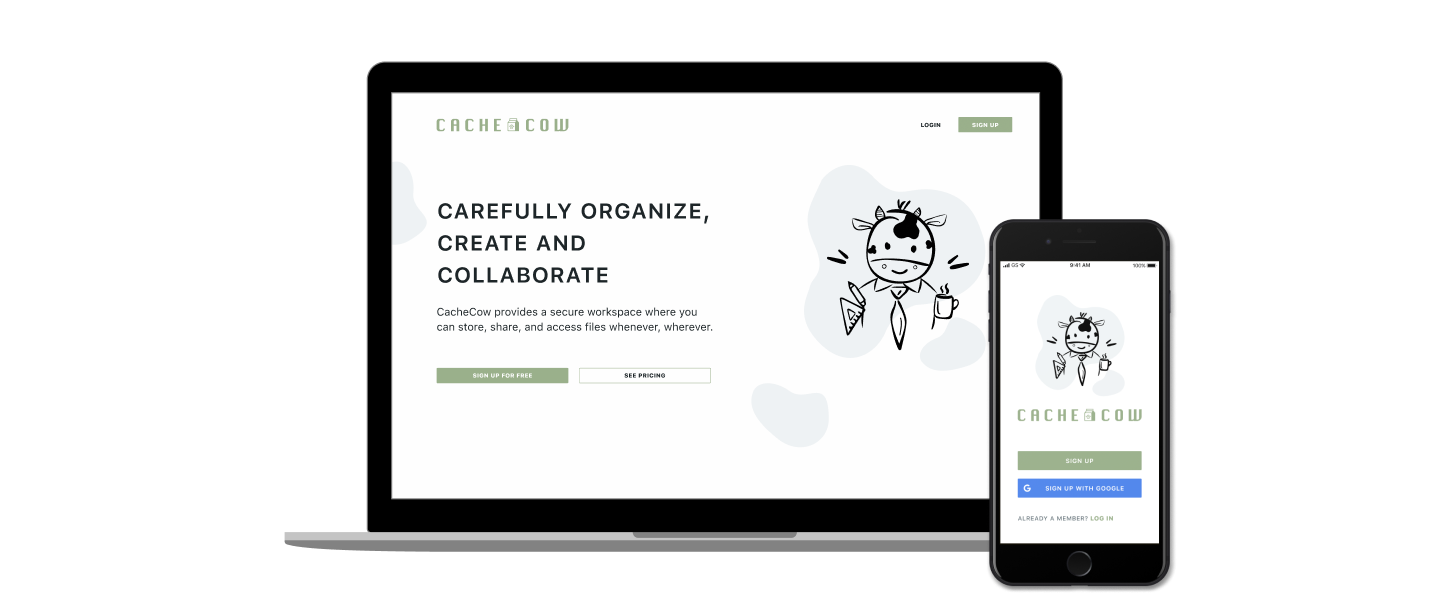 CACHE COW
LOGIN
SIGN UP
CAREFULLY ORGANIZE,
CREATE AND
COLLABORATE
CacheCow provides a secure workspace where you
can store, share, and access files whenever, wherever.
SIGN UP FOR FREE
SEE PRICING
GS
9:41 AM
100%
CACHE COW
SIGN UP
G SIGN UP WITH GOOGLE
ALREADY A MEMBER? LOG IN